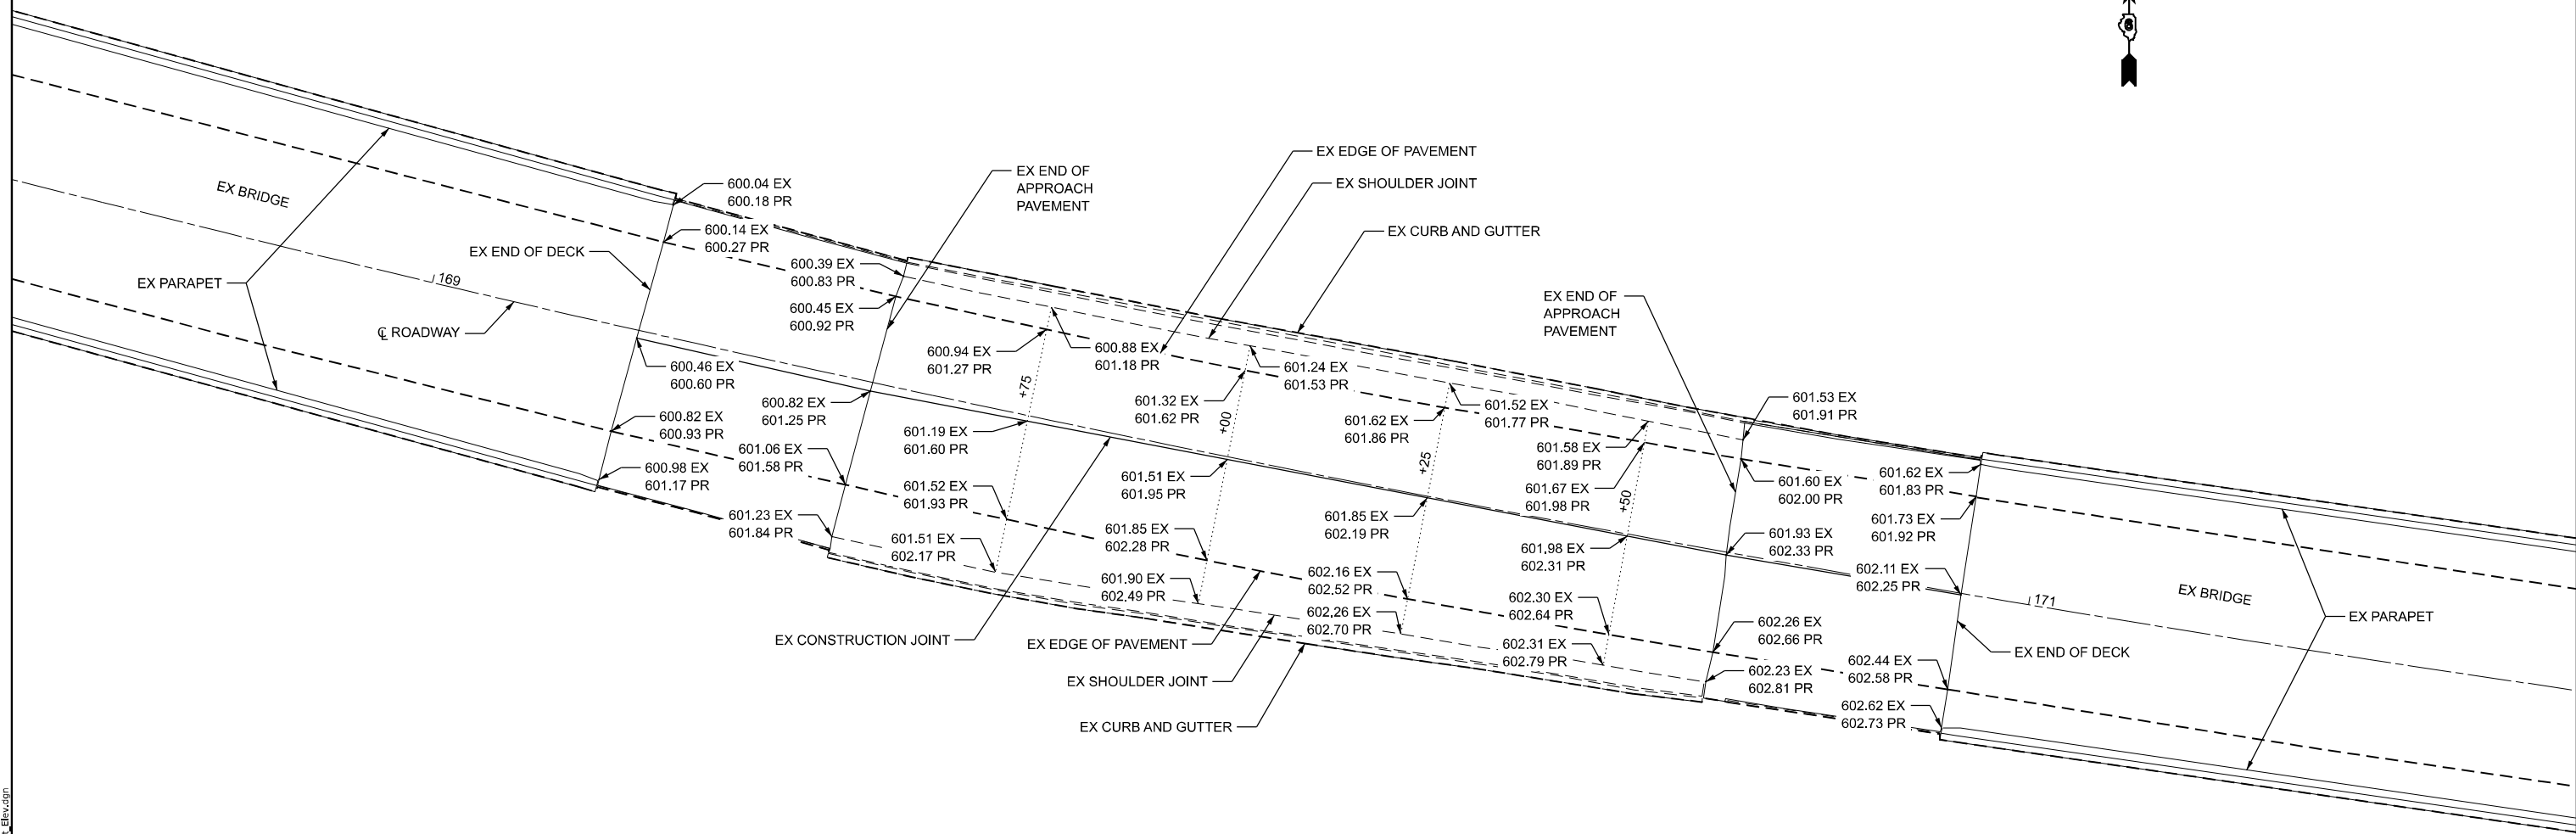 EX EDGE OF PAVEMENT
EX SHOULDER JOINT
EX END OF
APPROACH
PAVEMENT
EX CURB AND GUTTER
EX BRIDGE
600.04 EX
600.18 PR
600.14 EX
600.27 PR
EX END OF DECK
600.39 EX
600.83 PR
600.45 EX
600.92 PR
EX PARAPET
169
℄ ROADWAY
EX END OF
APPROACH
PAVEMENT
600.94 EX
601.27 PR
600.88 EX
601.18 PR
601.24 EX
601.53 PR
600.46 EX
600.60 PR
+75
600.82 EX
601.25 PR
601.32 EX
601.62 PR
601.52 EX
601.77 PR
601.53 EX
601.91 PR
600.82 EX
600.93 PR
601.19 EX
601.60 PR
+00
601.62 EX
601.86 PR
601.06 EX
601.58 PR
601.58 EX
601.89 PR
600.98 EX
601.17 PR
601.51 EX
601.95 PR
+25
601.60 EX
602.00 PR
601.62 EX
601.83 PR
601.52 EX
601.93 PR
601.67 EX
601.98 PR
+50
601.23 EX
601.84 PR
601.85 EX
602.19 PR
601.73 EX
601.92 PR
601.51 EX
602.17 PR
601.85 EX
602.28 PR
601.98 EX
602.31 PR
601.93 EX
602.33 PR
601.90 EX
602.49 PR
602.16 EX
602.52 PR
602.11 EX
602.25 PR
171
EX BRIDGE
602.30 EX
602.64 PR
602.26 EX
602.70 PR
602.26 EX
602.66 PR
EX PARAPET
EX CONSTRUCTION JOINT
EX EDGE OF PAVEMENT
602.31 EX
602.79 PR
EX END OF DECK
EX SHOULDER JOINT
602.23 EX
602.81 PR
602.44 EX
602.58 PR
EX CURB AND GUTTER
602.62 EX
602.73 PR